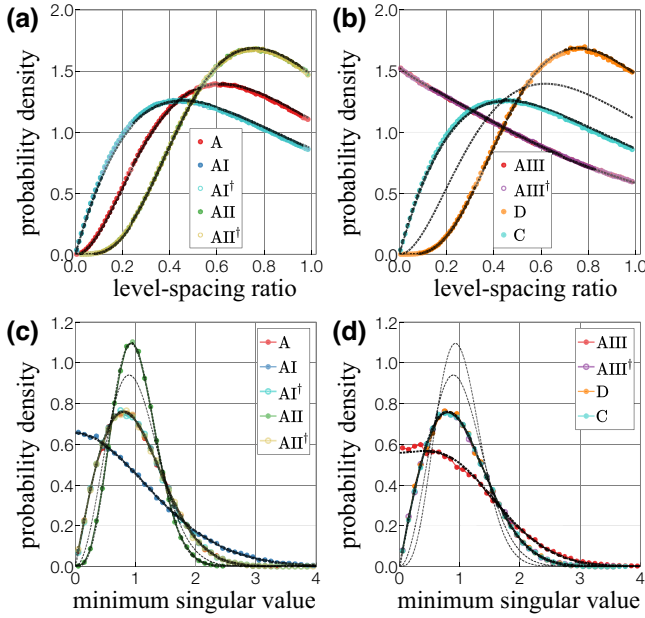 (a)
2.0
1.5
1.0
0.5
0.0
probability density
0.0 0.2 0.4 0.6 0.8 1.0
level-spacing ratio
A
AI
AI†
AII
AII†
(b)
2.0
1.5
1.0
0.5
0.0
probability density
0.0 0.2 0.4 0.6 0.8 1.0
level-spacing ratio
AIII
AIII†
D
C
(c)
1.2
1.0
0.8
0.6
0.4
0.2
0.0
probability density
0 1 2 3 4
minimum singular value
A
AI
AI†
AII
AII†
(d)
1.2
1.0
0.8
0.6
0.4
0.2
0.0
probability density
0 1 2 3 4
minimum singular value
AIII
AIII†
D
C